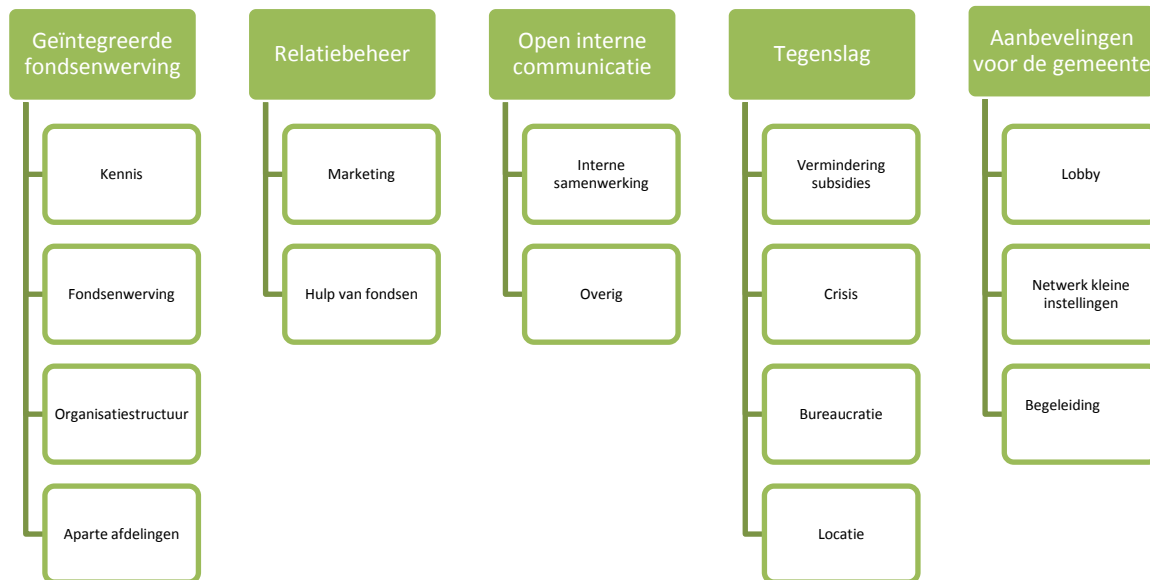 Geïntegreerde
fondsenwerving
Kennis
Fondsenwerving
Organisatiestructuur
Aparte afdelingen
Relatiebeheer
Marketing
Hulp van fondsen
Open interne
communicatie
Interne
samenwerking
Overig
Tegenslag
Vermindering
subsidies
Crisis
Bureaucratie
Locatie
Aanbevelingen
voor de gemeente
Lobby
Netwerk kleine
instellingen
Begeleiding